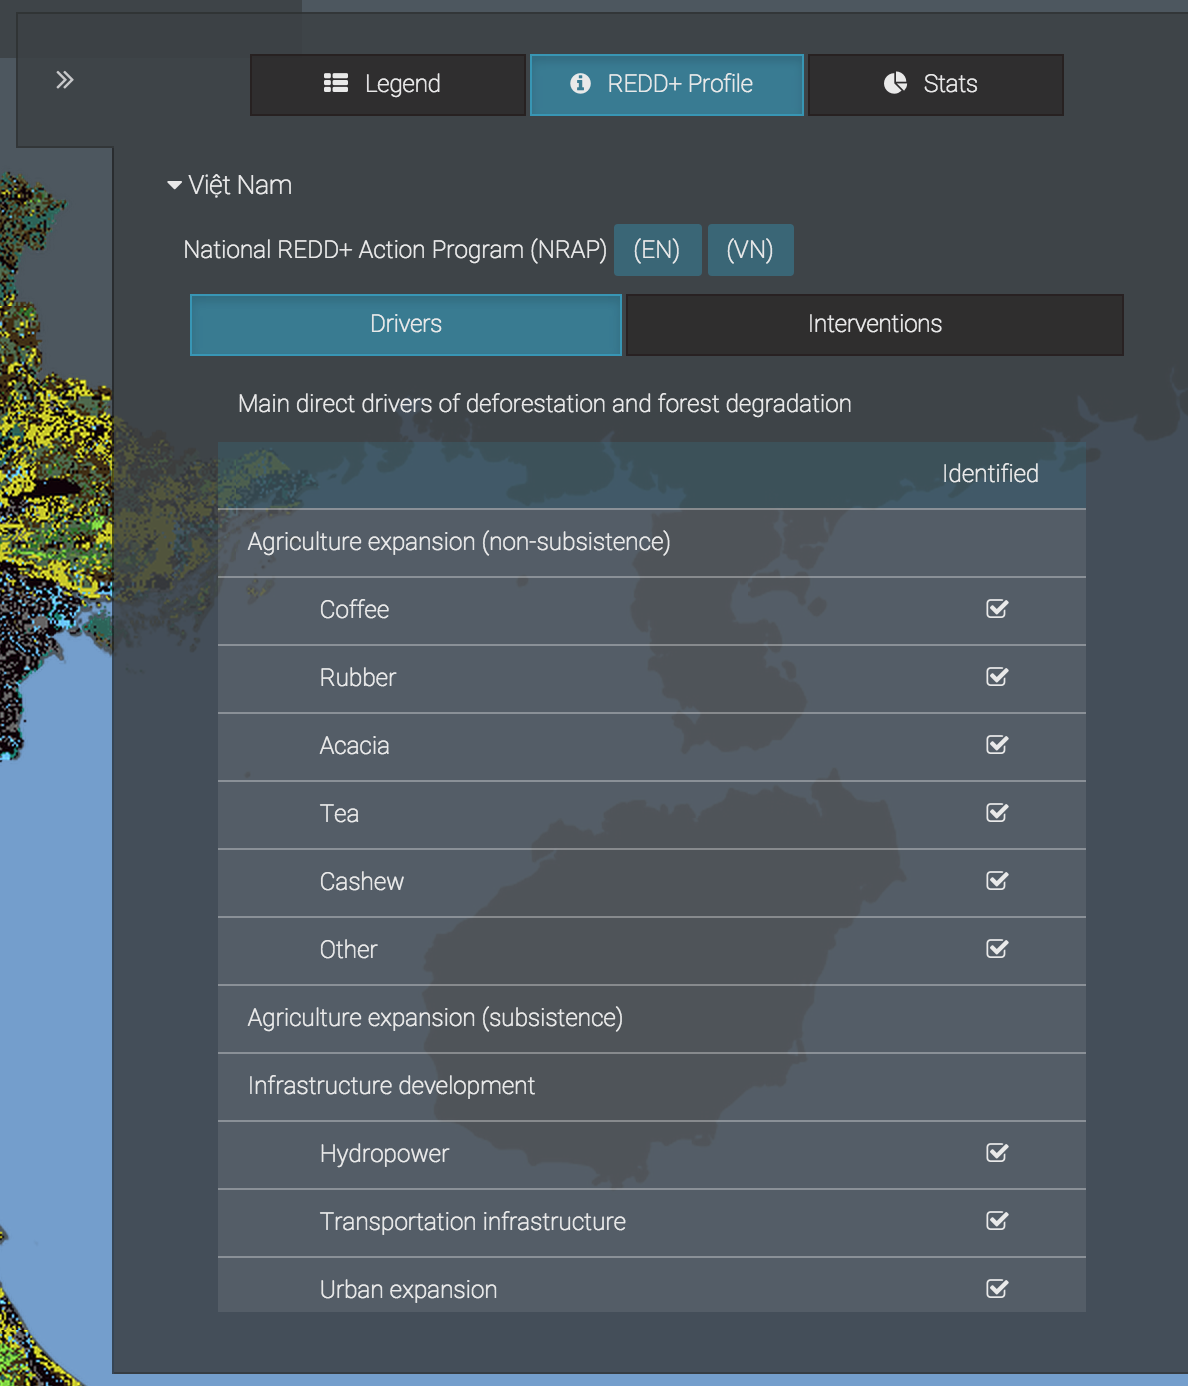 Legend REDD+ Profile Stats
Việt Nam
National REDD+ Action Program (NRAP) (EN) (VN)
Drivers Interventions
Main direct drivers of deforestation and forest degradation
Identified
Agriculture expansion (non-subsistence)
Coffee
Rubber
Acacia
Tea
Cashew
Other
Agriculture expansion (subsistence)
Infrastructure development
Hydropower
Transportation infrastructure
Urban expansion